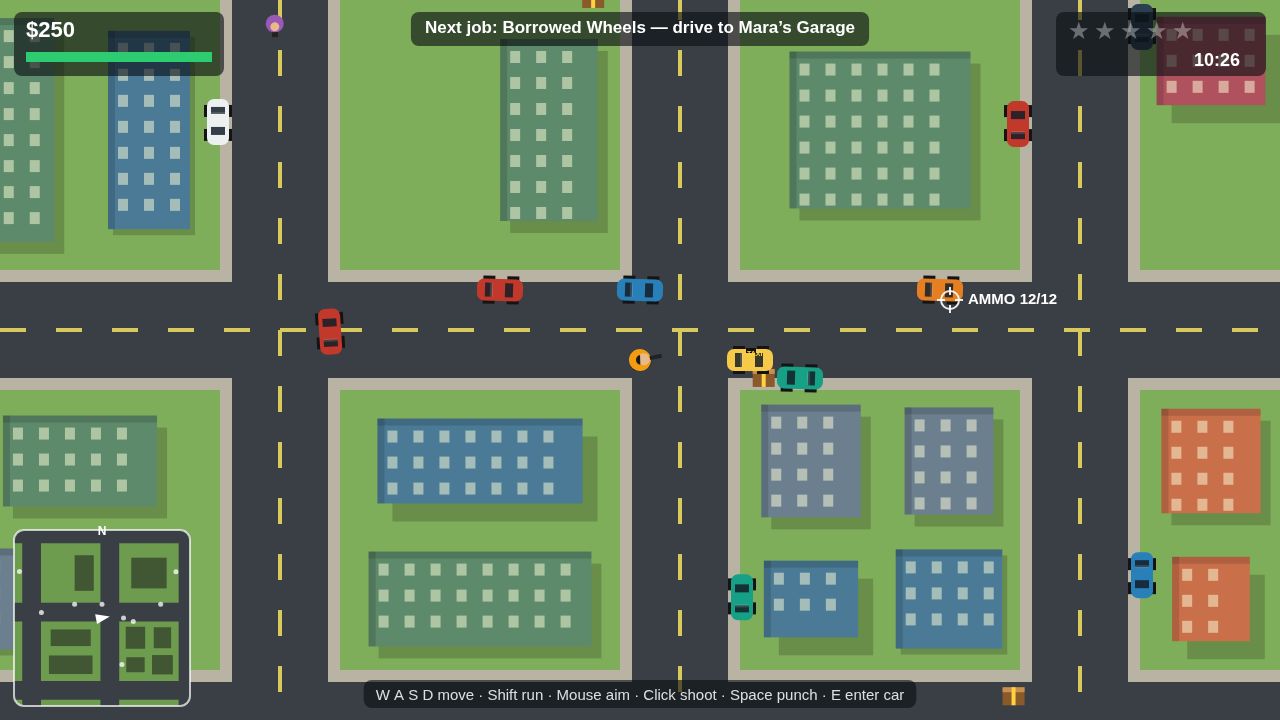 $250
Next job: Borrowed Wheels — drive to Mara’s Garage
10:26
AMMO 12/12
N
W A S D move · Shift run · Mouse aim · Click shoot · Space punch · E enter car